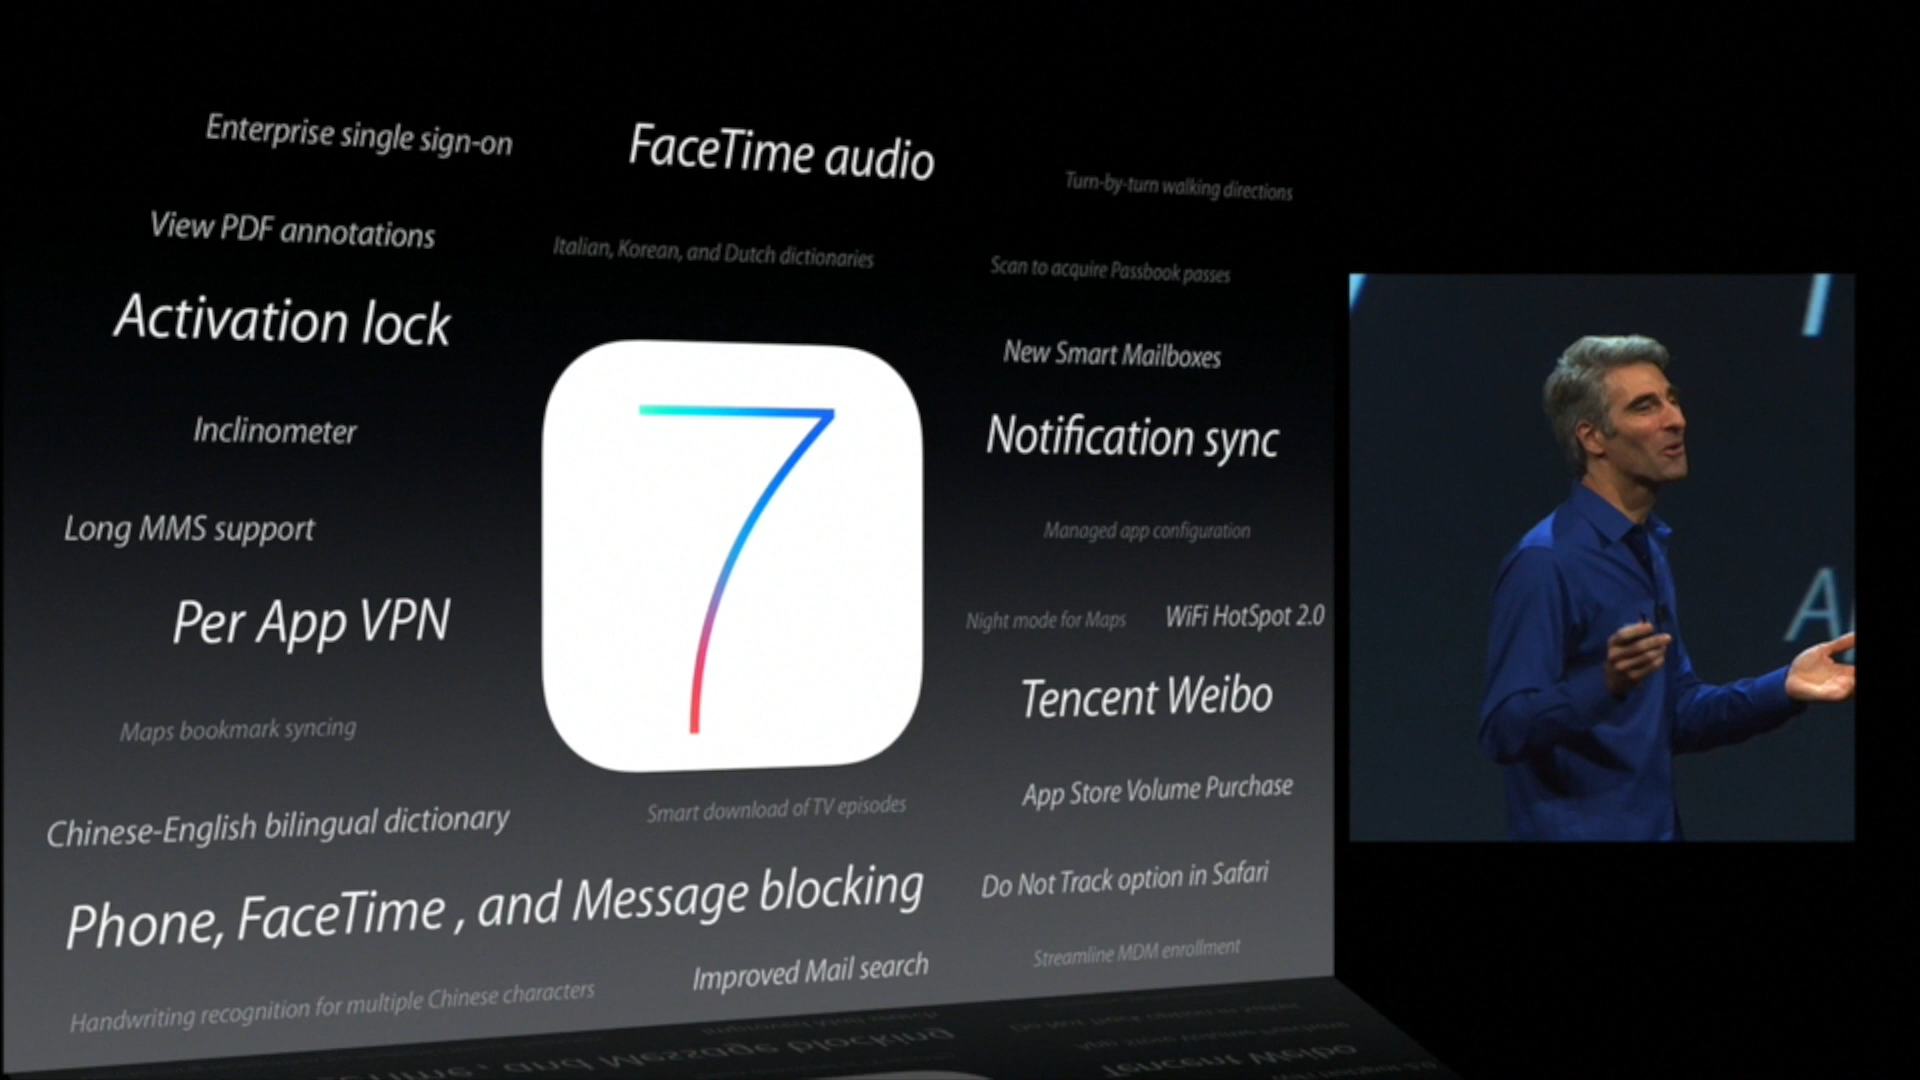 Enterprise single sign-on
FaceTime audio
Turn-by-turn walking directions
View PDF annotations
Italian, Korean, and Dutch dictionaries
Scan to acquire Passbook passes
Activation lock
New Smart Mailboxes
Inclinometer
7
Notification sync
Long MMS support
Managed app configuration
Per App VPN
Night mode for Maps
WiFi HotSpot 2.0
Tencent Weibo
Maps bookmark syncing
Chinese-English bilingual dictionary
Smart download of TV episodes
App Store Volume Purchase
Phone, FaceTime , and Message blocking
Do Not Track option in Safari
Improved Mail search
Streamline MDM enrollment
Handwriting recognition for multiple Chinese characters